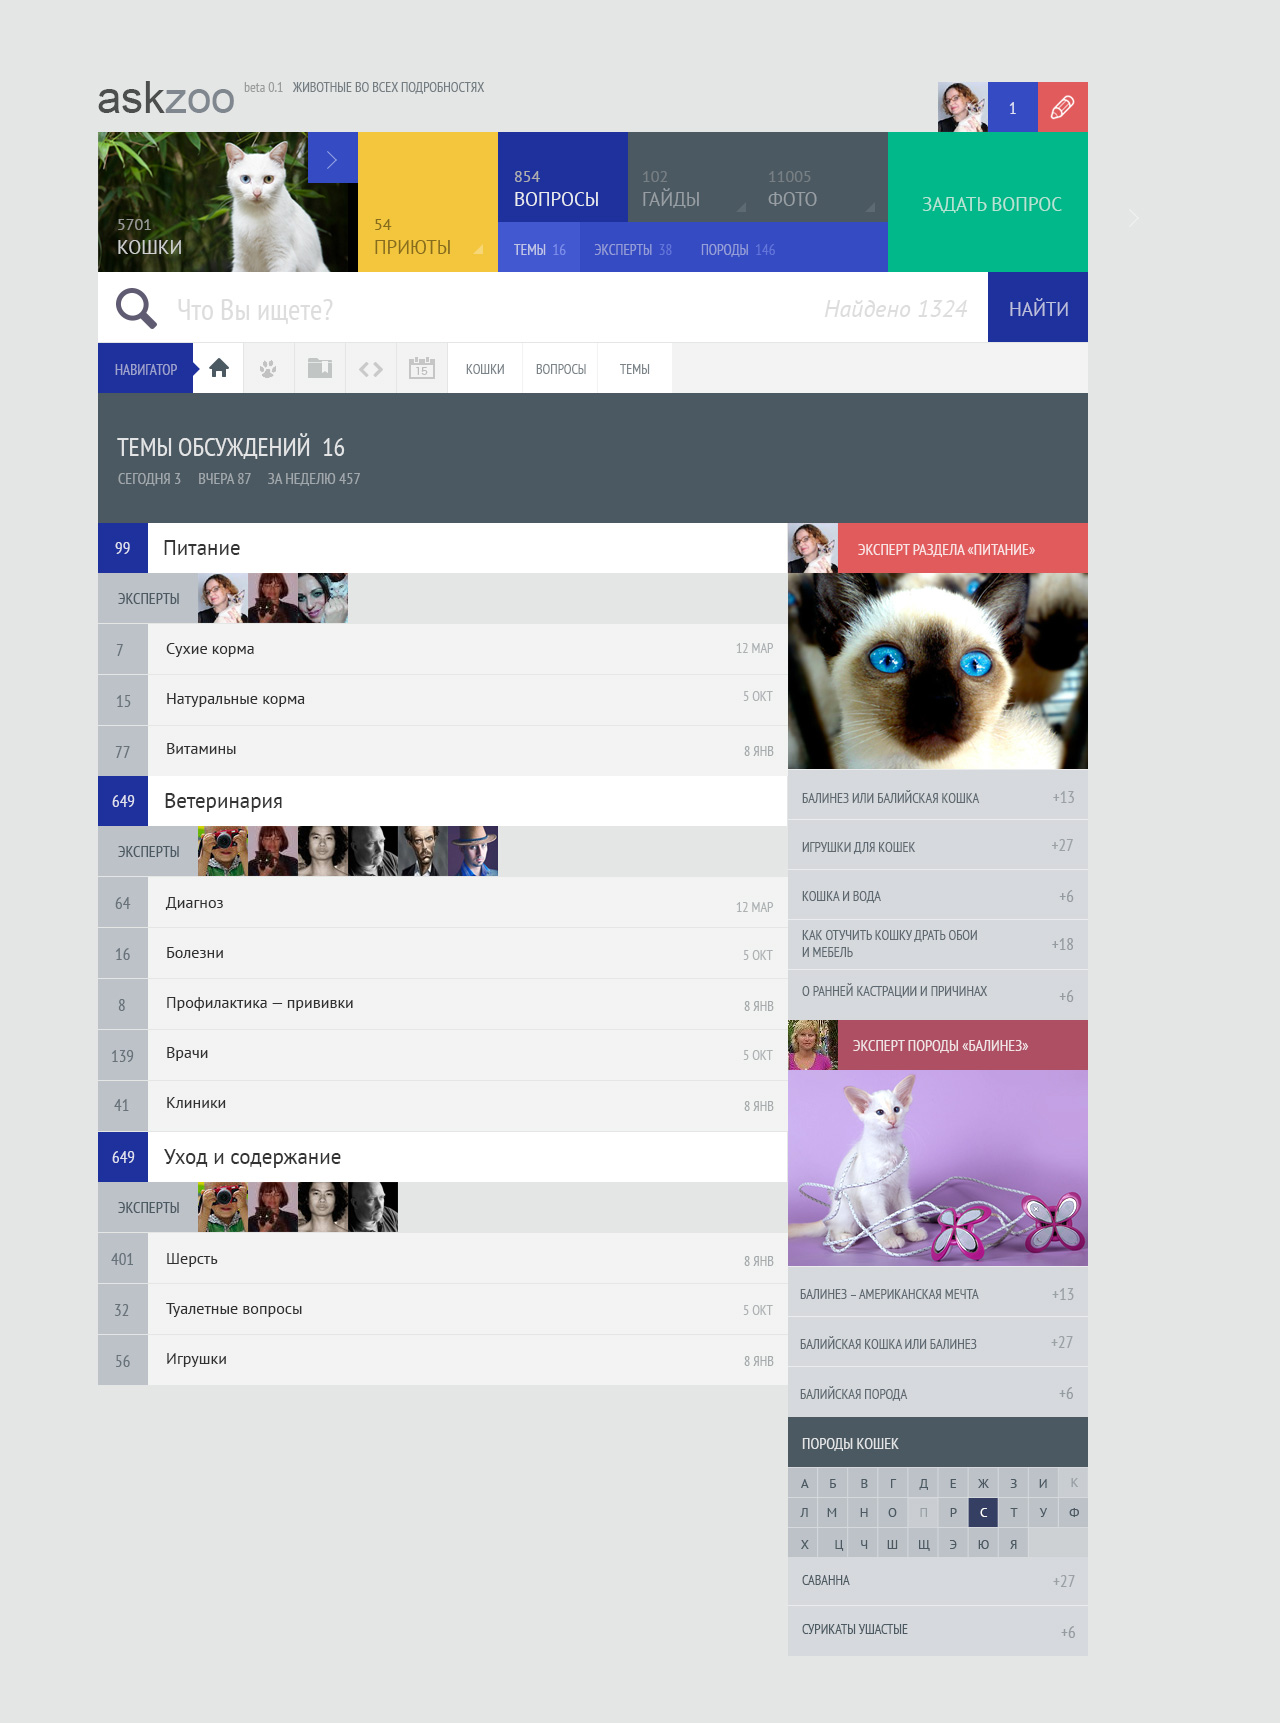 askzoo beta 0.1 ЖИВОТНЫЕ ВО ВСЕХ ПОДРОБНОСТЯХ
1
5701
КОШКИ
54
ПРИЮТЫ
854
ВОПРОСЫ
102
ГАЙДЫ
11005
ФОТО
ТЕМЫ 16 ЭКСПЕРТЫ 38 ПОРОДЫ 146
ЗАДАТЬ ВОПРОС
Что Вы ищете? Найдено 1324 НАЙТИ
НАВИГАТОР 15 КОШКИ ВОПРОСЫ ТЕМЫ
ТЕМЫ ОБСУЖДЕНИЙ 16
СЕГОДНЯ 3 ВЧЕРА 87 ЗА НЕДЕЛЮ 457
99 Питание
ЭКСПЕРТЫ
7 Сухие корма 12 МАР
15 Натуральные корма 5 ОКТ
77 Витамины 8 ЯНВ
649 Ветеринария
ЭКСПЕРТЫ
64 Диагноз 12 МАР
16 Болезни 5 ОКТ
8 Профилактика — прививки 8 ЯНВ
139 Врачи 5 ОКТ
41 Клиники 8 ЯНВ
649 Уход и содержание
ЭКСПЕРТЫ
401 Шерсть 8 ЯНВ
32 Туалетные вопросы 5 ОКТ
56 Игрушки 8 ЯНВ
ЭКСПЕРТ РАЗДЕЛА «ПИТАНИЕ»
БАЛИНЕЗ ИЛИ БАЛИЙСКАЯ КОШКА +13
ИГРУШКИ ДЛЯ КОШЕК +27
КОШКА И ВОДА +6
КАК ОТУЧИТЬ КОШКУ ДРАТЬ ОБОИ
И МЕБЕЛЬ +18
О РАННЕЙ КАСТРАЦИИ И ПРИЧИНАХ +6
ЭКСПЕРТ ПОРОДЫ «БАЛИНЕЗ»
БАЛИНЕЗ – АМЕРИКАНСКАЯ МЕЧТА +13
БАЛИЙСКАЯ КОШКА ИЛИ БАЛИНЕЗ +27
БАЛИЙСКАЯ ПОРОДА +6
ПОРОДЫ КОШЕК
А Б В Г Д Е Ж З И К
Л М Н О П Р С Т У Ф
Х Ц Ч Ш Щ Э Ю Я
САВАННА +27
СУРИКАТЫ УШАСТЫЕ +6